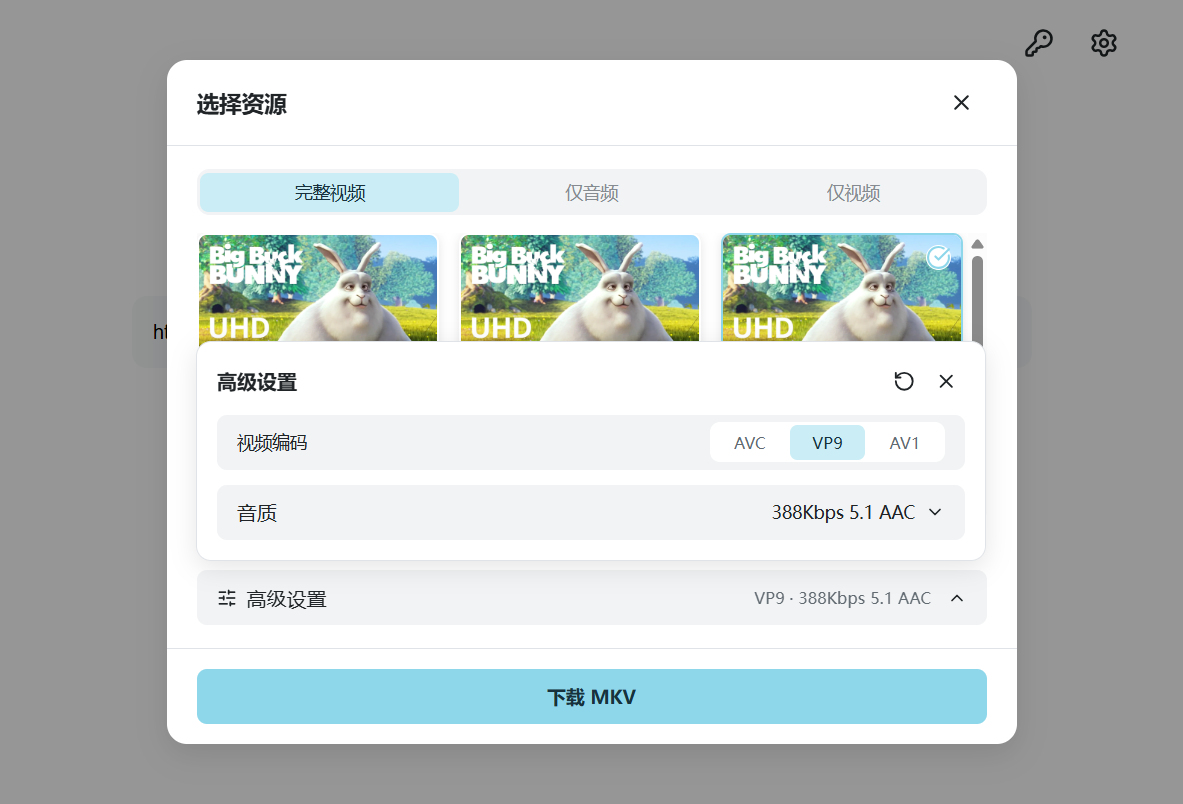 选择资源
完整视频 仅音频 仅视频
Big Buck BUNNY Big Buck BUNNY Big Buck BUNNY
UHD UHD UHD
高级设置
视频编码 AVC VP9 AV1
音质 388Kbps 5.1 AAC
高级设置 VP9 · 388Kbps 5.1 AAC
下载 MKV